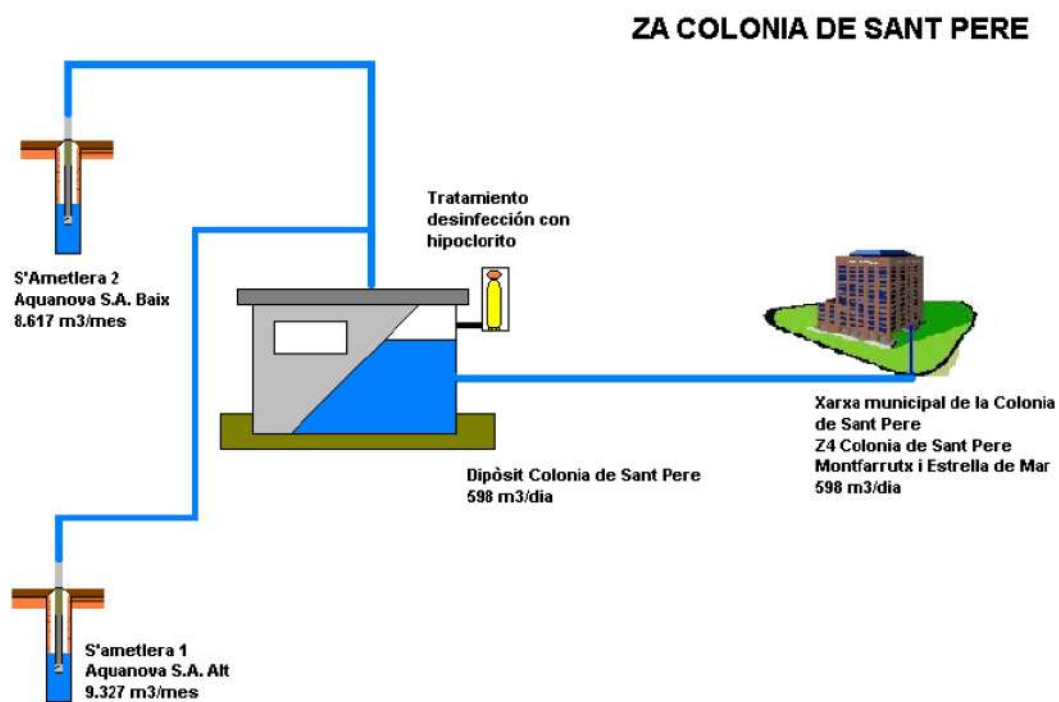 ZA COLONIA DE SANT PERE
Tratamiento
desinfección con
hipoclorito
S'Ametlera 2
Aquanova S.A. Baix
8.617 m3/mes
Xarxa municipal de la Colonia
de Sant Pere
Z4 Colonia de Sant Pere
Montfarrutx i Estrella de Mar
598 m3/dia
Dipòsit Colonia de Sant Pere
598 m3/dia
S'ametlera 1
Aquanova S.A. Alt
9.327 m3/mes